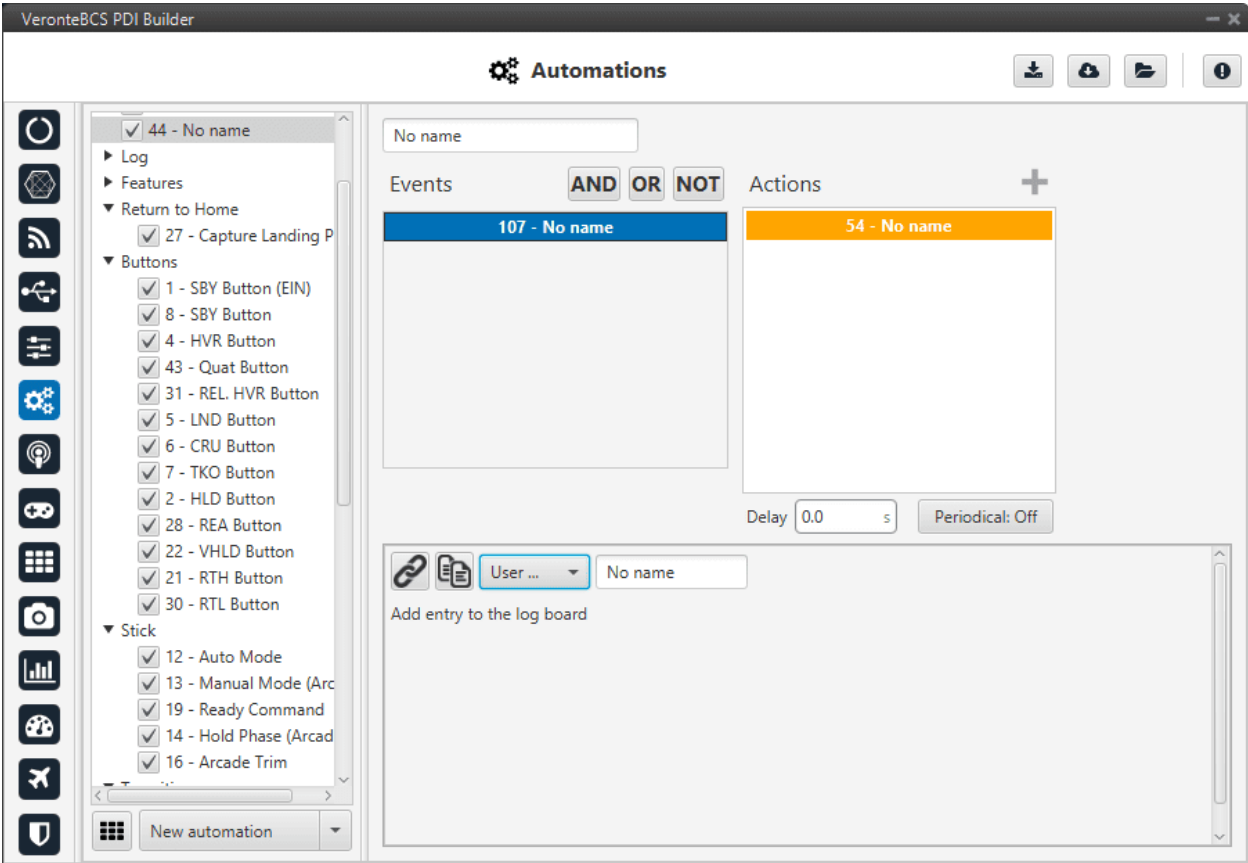 VeronteBCS PDI Builder
Automations
44 - No name
Log
Features
Return to Home
27 - Capture Landing P
Buttons
1 - SBY Button (EIN)
8 - SBY Button
4 - HVR Button
43 - Quat Button
31 - REL. HVR Button
5 - LND Button
6 - CRU Button
7 - TKO Button
2 - HLD Button
28 - REA Button
22 - VHLD Button
21 - RTH Button
30 - RTL Button
Stick
12 - Auto Mode
13 - Manual Mode (Arc
19 - Ready Command
14 - Hold Phase (Arcad
16 - Arcade Trim
New automation
No name
Events AND OR NOT
107 - No name
Actions
54 - No name
Delay 0.0 s Periodical: Off
User ... No name
Add entry to the log board